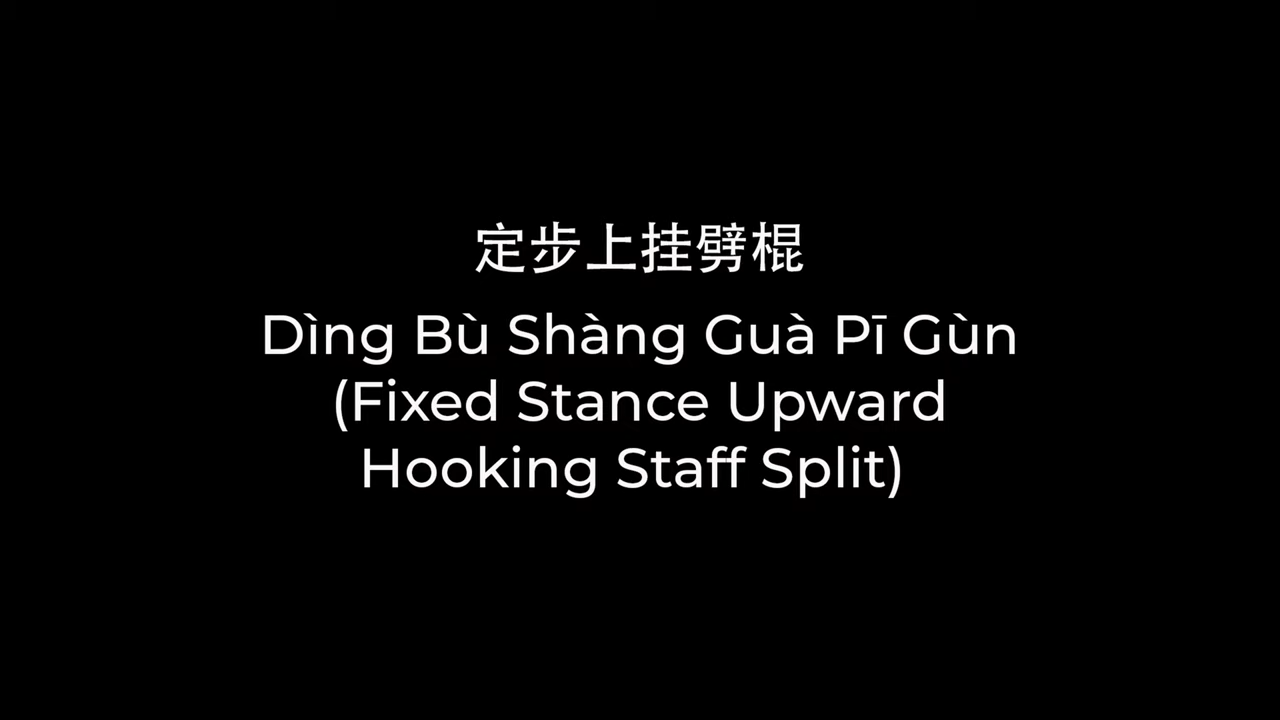 定步上挂劈棍
Dìng Bù Shàng Guà Pī Gùn
(Fixed Stance Upward
Hooking Staff Split)